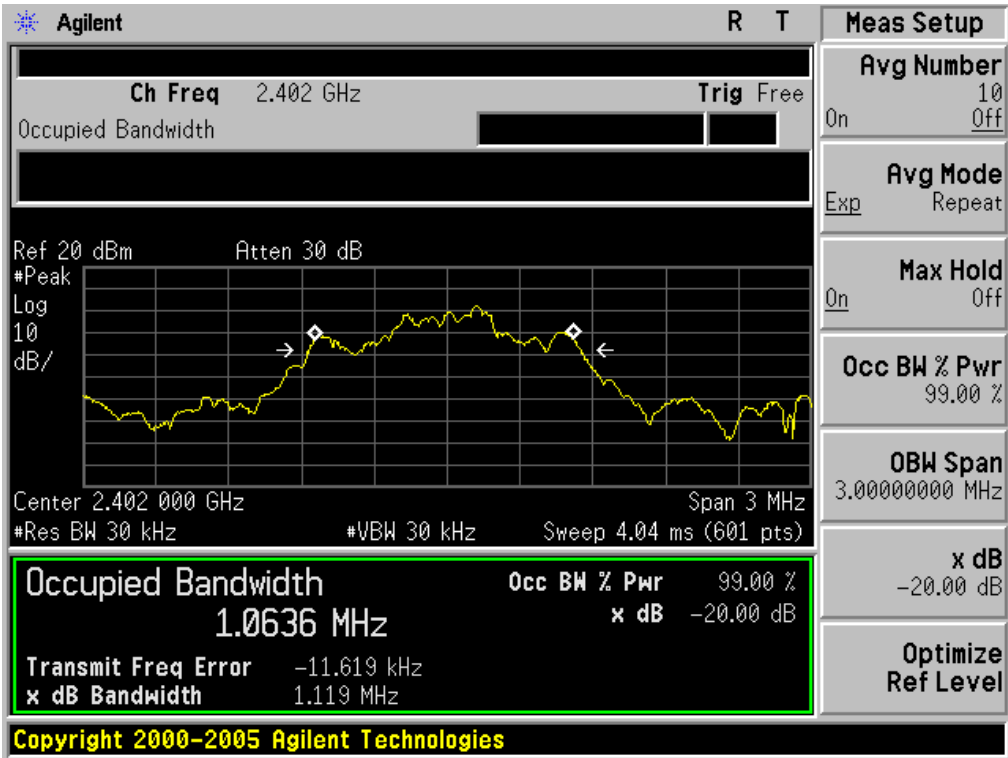 Agilent R T
Ch Freq 2.402 GHz Trig Free
Occupied Bandwidth
Ref 20 dBm Atten 30 dB
#Peak
Log
10
dB/
Center 2.402 000 GHz Span 3 MHz
#Res BW 30 kHz #VBW 30 kHz Sweep 4.04 ms (601 pts)
Occupied Bandwidth
1.0636 MHz
Occ BW % Pwr 99.00 %
x dB -20.00 dB
Transmit Freq Error -11.619 kHz
x dB Bandwidth 1.119 MHz
Copyright 2000-2005 Agilent Technologies
Meas Setup
Avg Number
10
On Off
Avg Mode
Exp Repeat
Max Hold
On Off
Occ BW % Pwr
99.00 %
OBW Span
3.00000000 MHz
x dB
-20.00 dB
Optimize
Ref Level